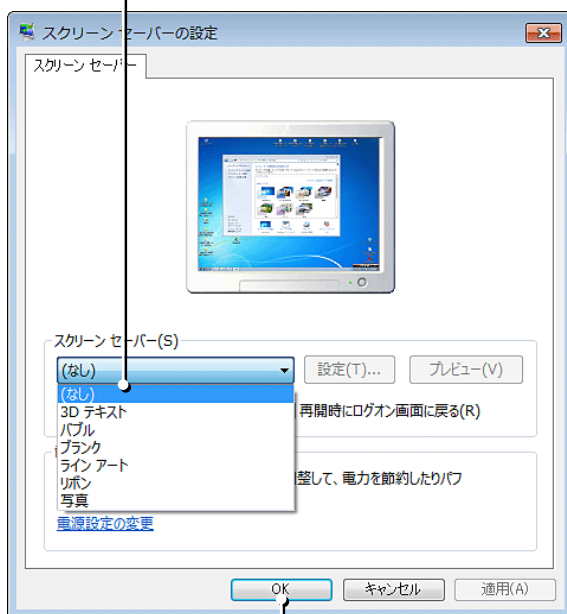 スクリーン セーバーの設定
スクリーン セーバー
スクリーン セーバー(S)
(なし)
設定(T)...
プレビュー(V)
(なし)
3D テキスト
再開時にログオン画面に戻る(R)
バブル
ブランク
ライン アート
リボン
整して、電力を節約したりパフ
写真
電源設定の変更
OK
キャンセル
適用(A)